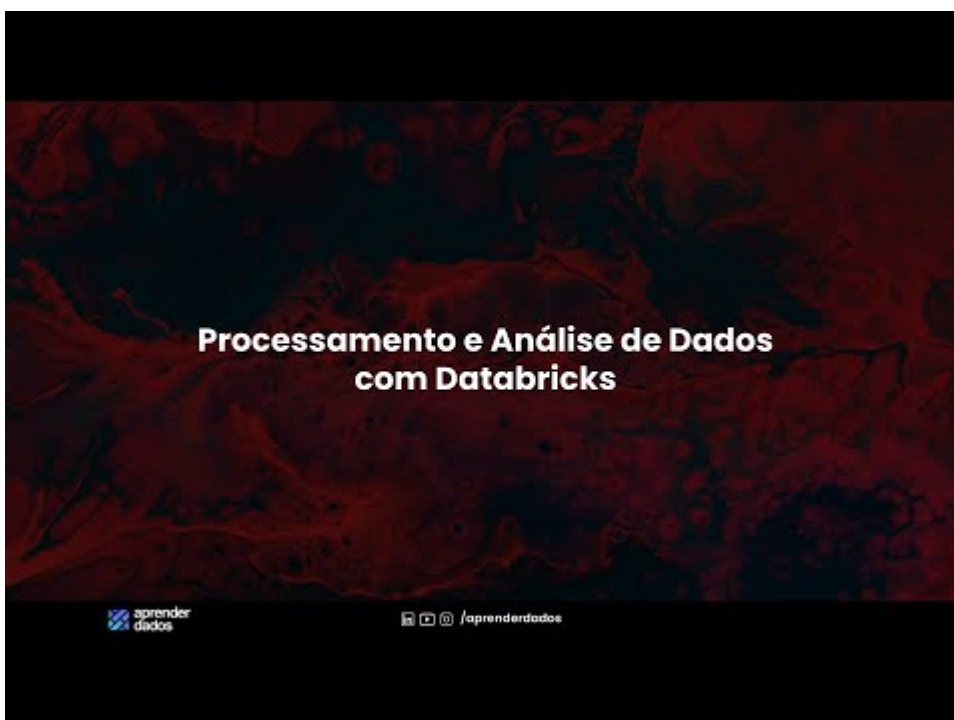 Processamento e Análise de Dados
com Databricks
aprender
dados
/aprenderdados